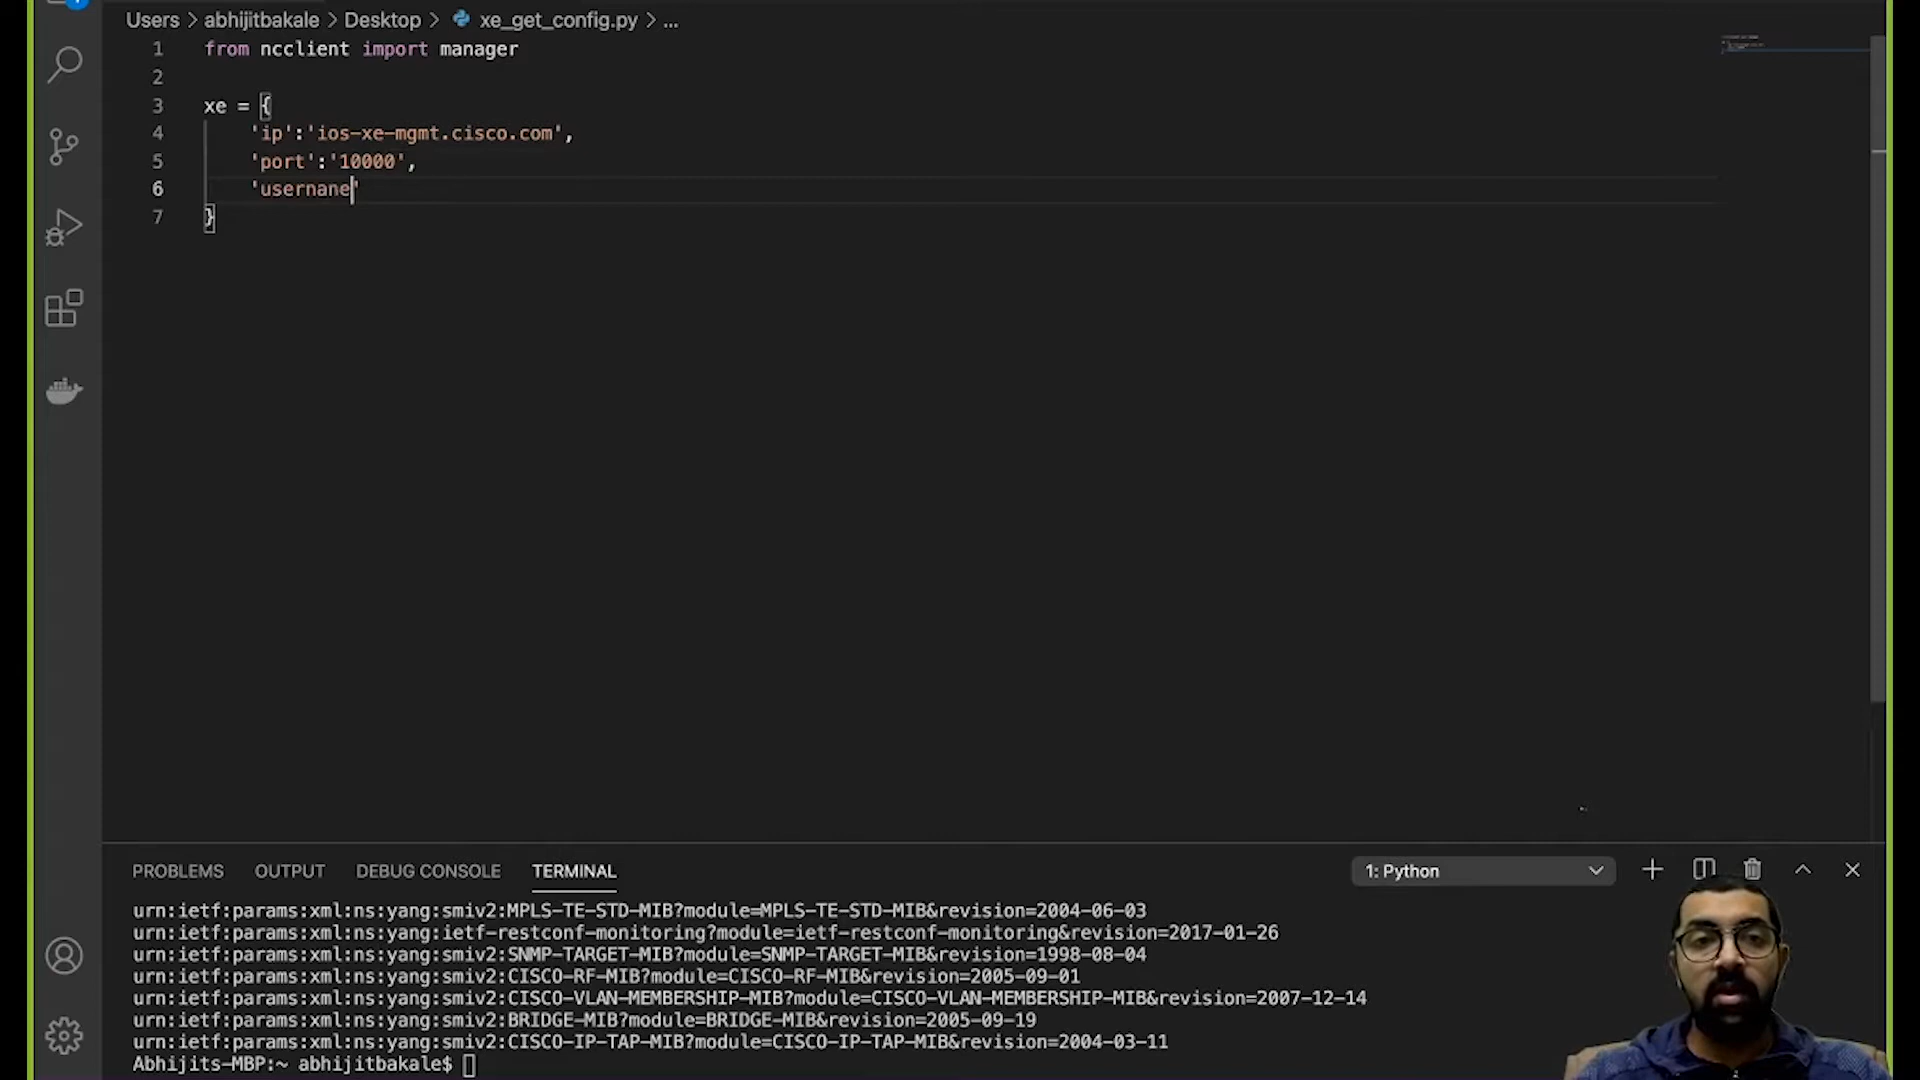 Users > abhijitbakale > Desktop > xe_get_config.py > ...
1 from ncclient import manager
2
3 xe = {
4 'ip':'ios-xe-mgmt.cisco.com',
5 'port':'10000',
6 'usernane'
7 }
PROBLEMS OUTPUT DEBUG CONSOLE TERMINAL 1: Python
urn:ietf:params:xml:ns:yang:smiv2:MPLS-TE-STD-MIB?module=MPLS-TE-STD-MIB&revision=2004-06-03
urn:ietf:params:xml:ns:yang:ietf-restconf-monitoring?module=ietf-restconf-monitoring&revision=2017-01-26
urn:ietf:params:xml:ns:yang:smiv2:SNMP-TARGET-MIB?module=SNMP-TARGET-MIB&revision=1998-08-04
urn:ietf:params:xml:ns:yang:smiv2:CISCO-RF-MIB?module=CISCO-RF-MIB&revision=2005-09-01
urn:ietf:params:xml:ns:yang:smiv2:CISCO-VLAN-MEMBERSHIP-MIB?module=CISCO-VLAN-MEMBERSHIP-MIB&revision=2007-12-14
urn:ietf:params:xml:ns:yang:smiv2:BRIDGE-MIB?module=BRIDGE-MIB&revision=2005-09-19
urn:ietf:params:xml:ns:yang:smiv2:CISCO-IP-TAP-MIB?module=CISCO-IP-TAP-MIB&revision=2004-03-11
Abhijits-MBP:~ abhijitbakale$